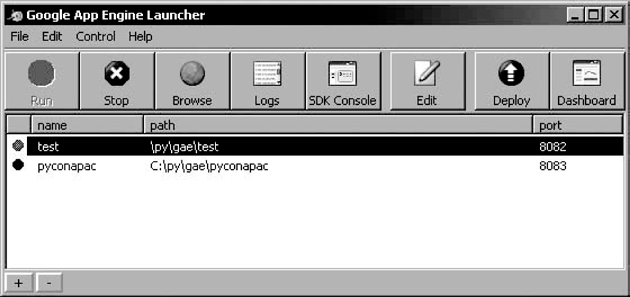 Google App Engine Launcher
File Edit Control Help
Run Stop Browse Logs SDK Console Edit Deploy Dashboard
name path port
test \py\gae\test 8082
pyconapac C:\py\gae\pyconapac 8083
+ -